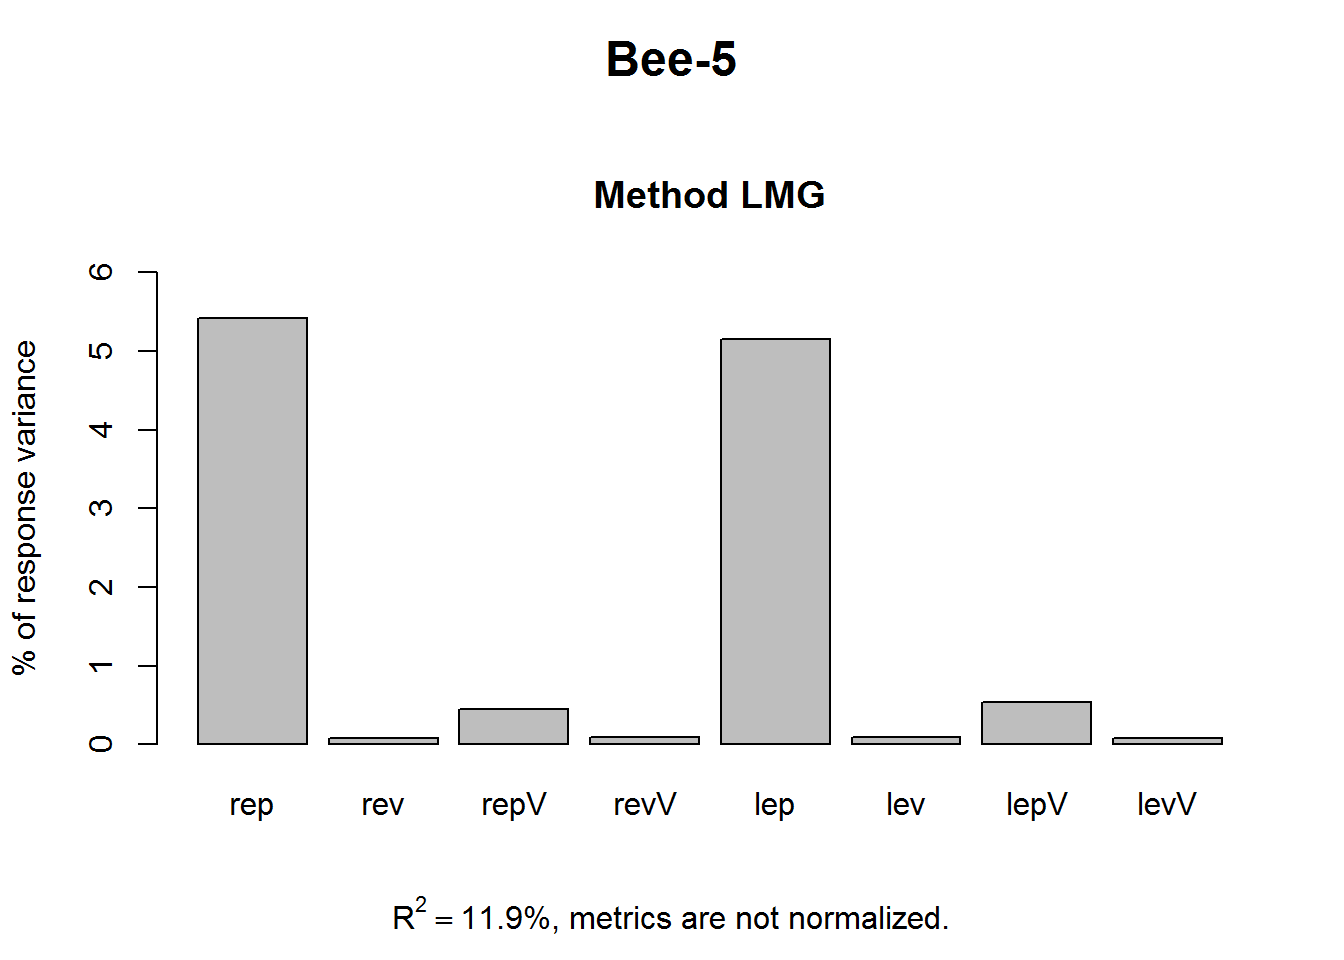 Bee-5
Method LMG
% of response variance
6
5
4
3
2
1
0
rep rev repV revV lep lev lepV levV
R² = 11.9%, metrics are not normalized.